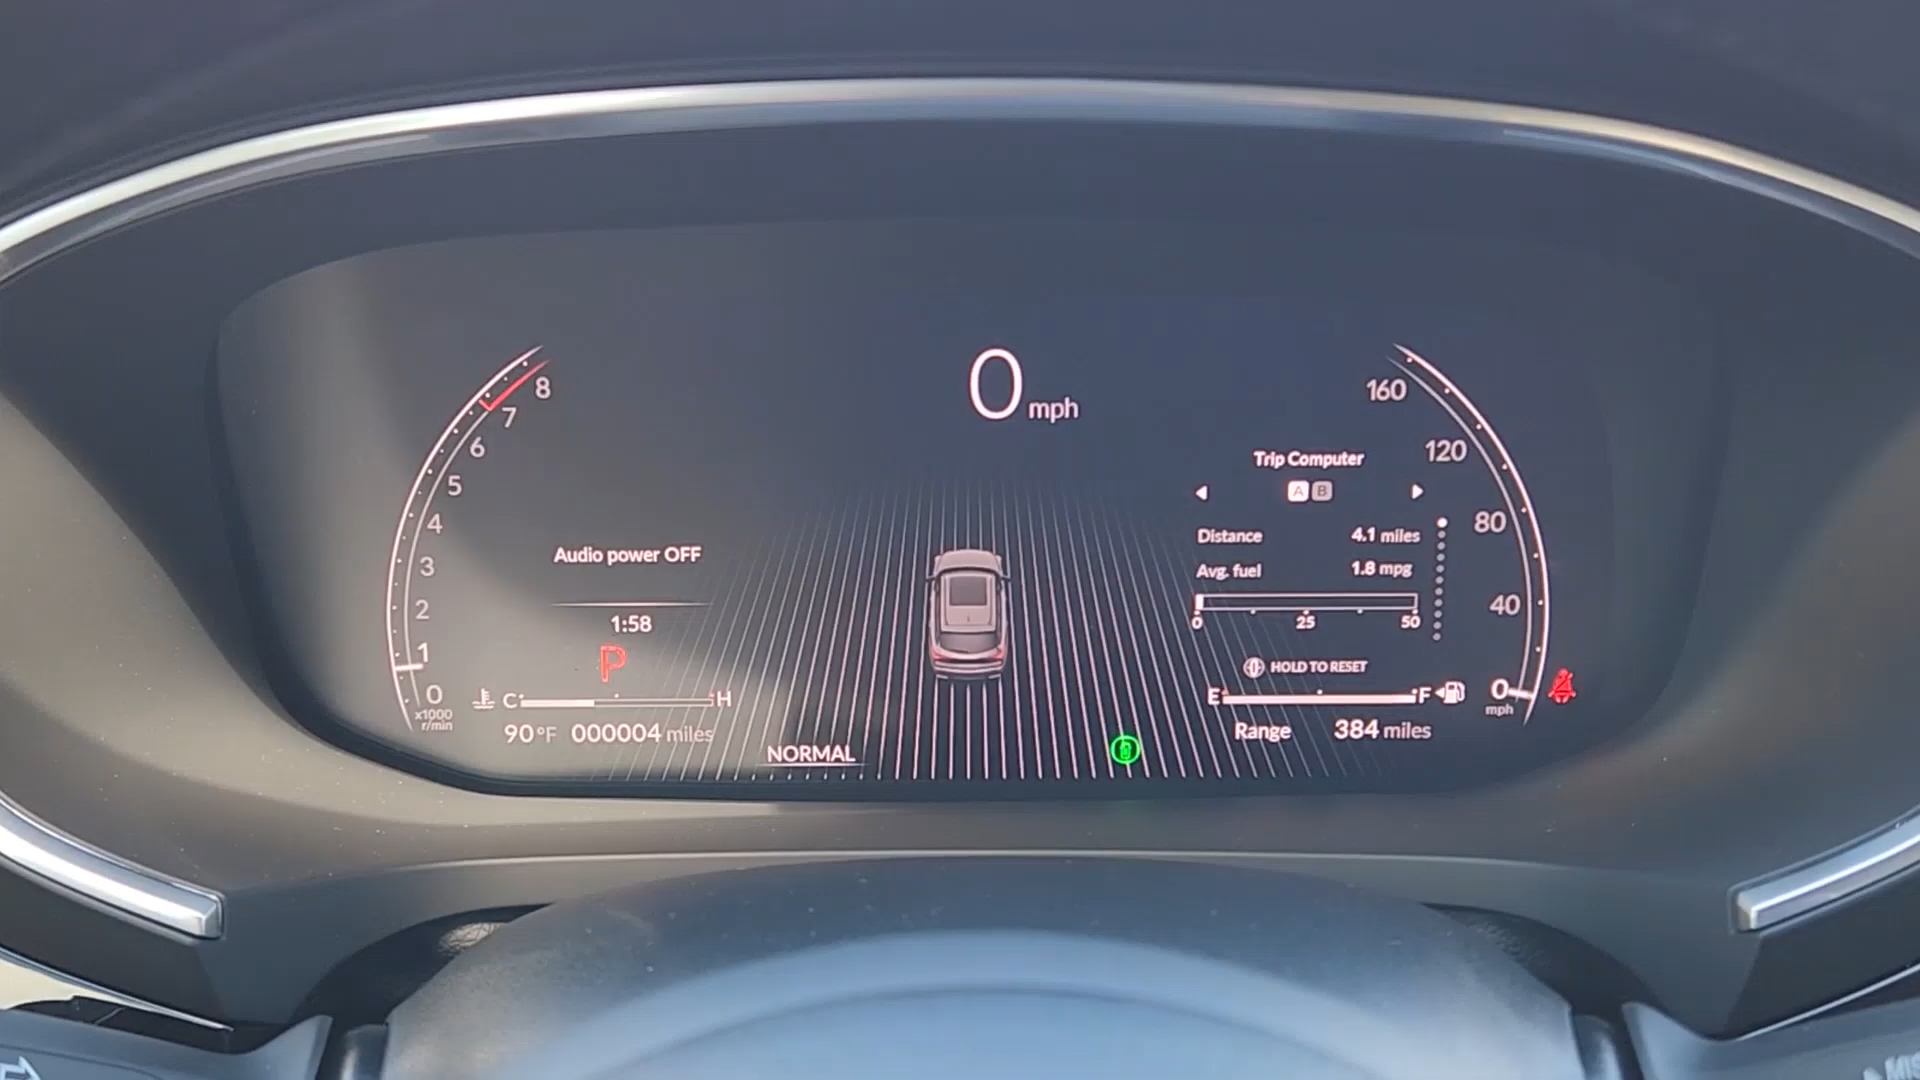 0 mph
8
7
6
5
4
3
2
1
0
x1000
r/min
Audio power OFF
1:58
P
C H
90°F 000004 miles
NORMAL
Trip Computer
A B
Distance 4.1 miles
Avg. fuel 1.8 mpg
0 25 50
HOLD TO RESET
E F
Range 384 miles
160
120
80
40
0
mph